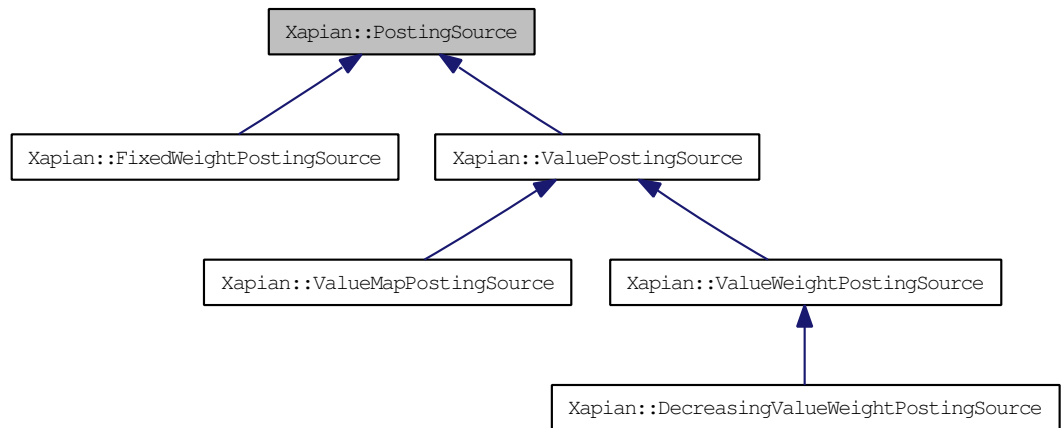 Xapian::PostingSource
Xapian::FixedWeightPostingSource
Xapian::ValuePostingSource
Xapian::ValueMapPostingSource
Xapian::ValueWeightPostingSource
Xapian::DecreasingValueWeightPostingSource